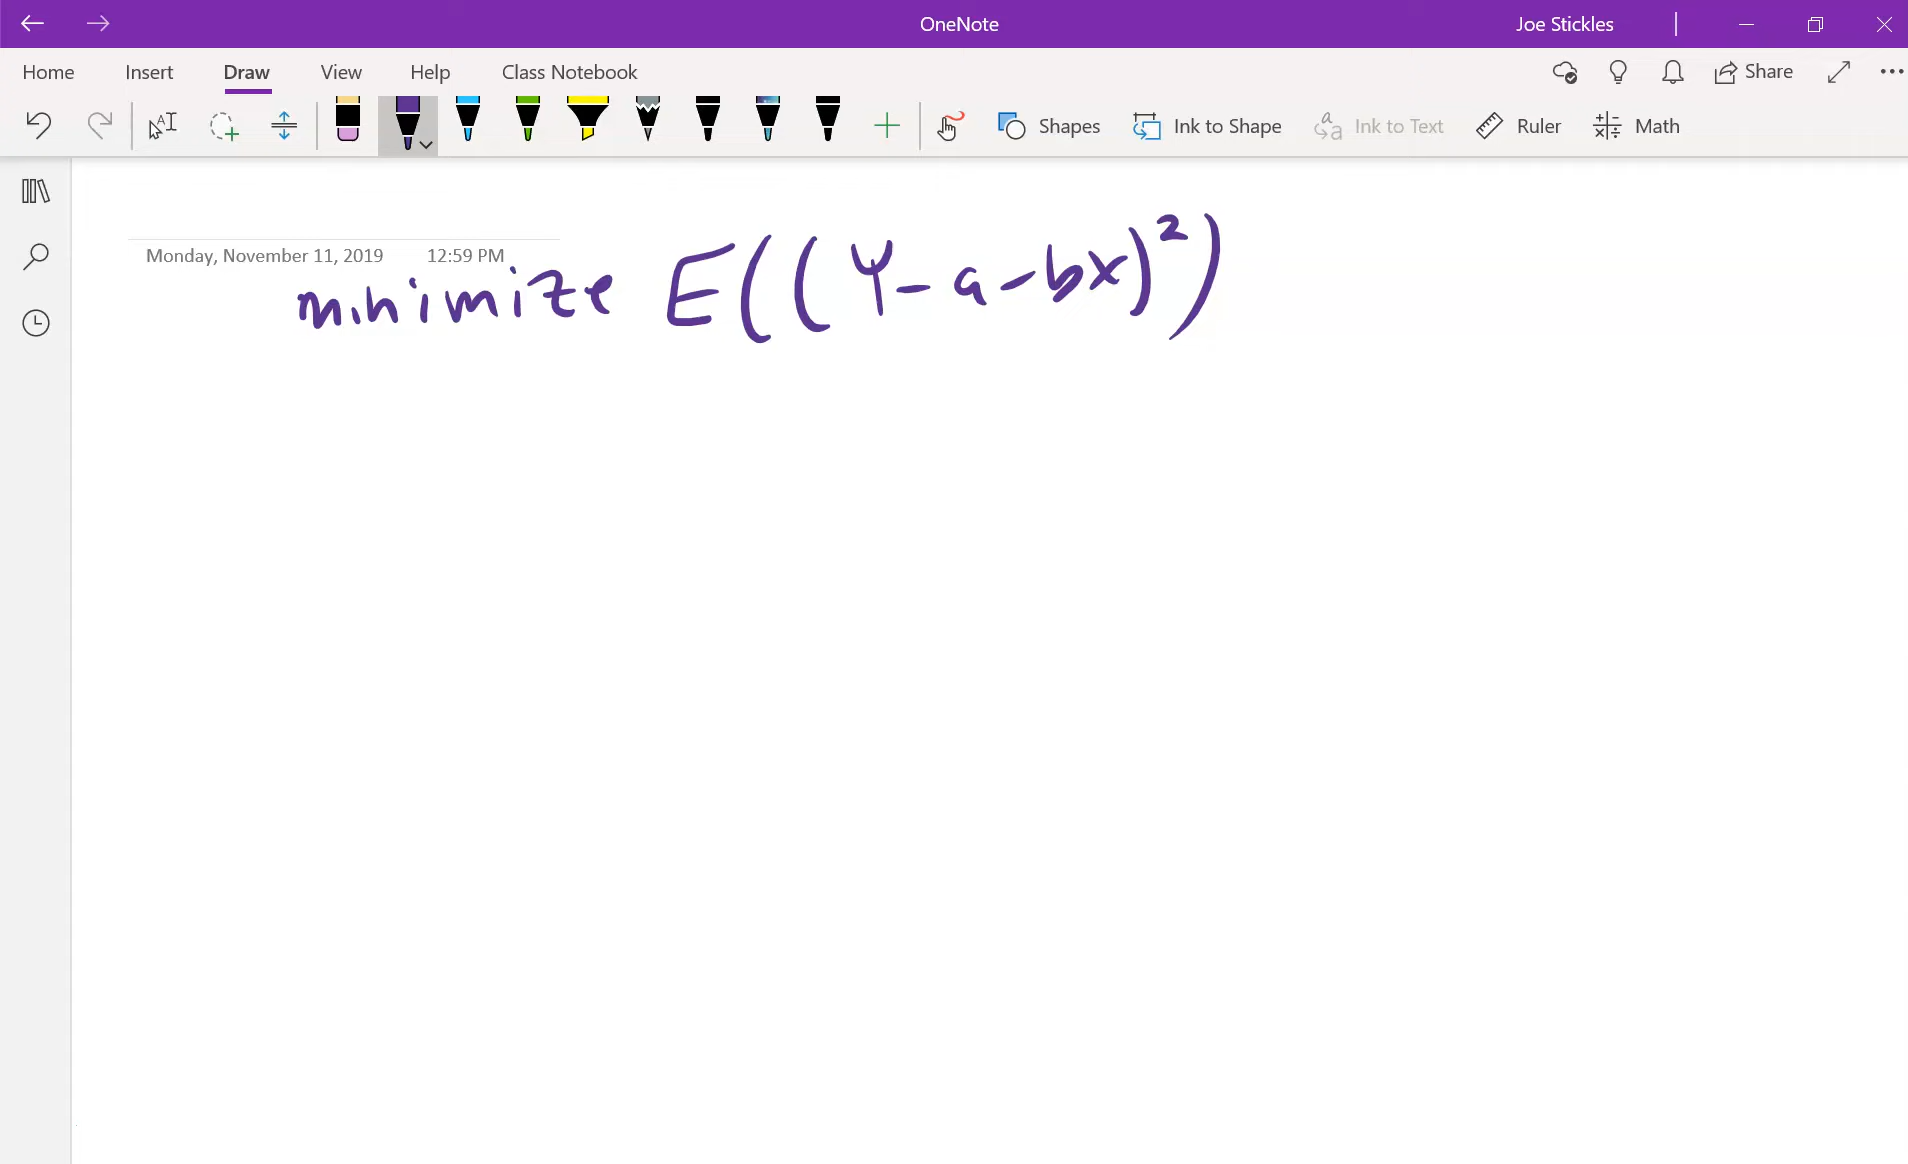 OneNote
Joe Stickles
Home Insert Draw View Help Class Notebook Share
Shapes Ink to Shape Ink to Text Ruler Math
Monday, November 11, 2019 12:59 PM
minimize E((Y-a-bX)²)